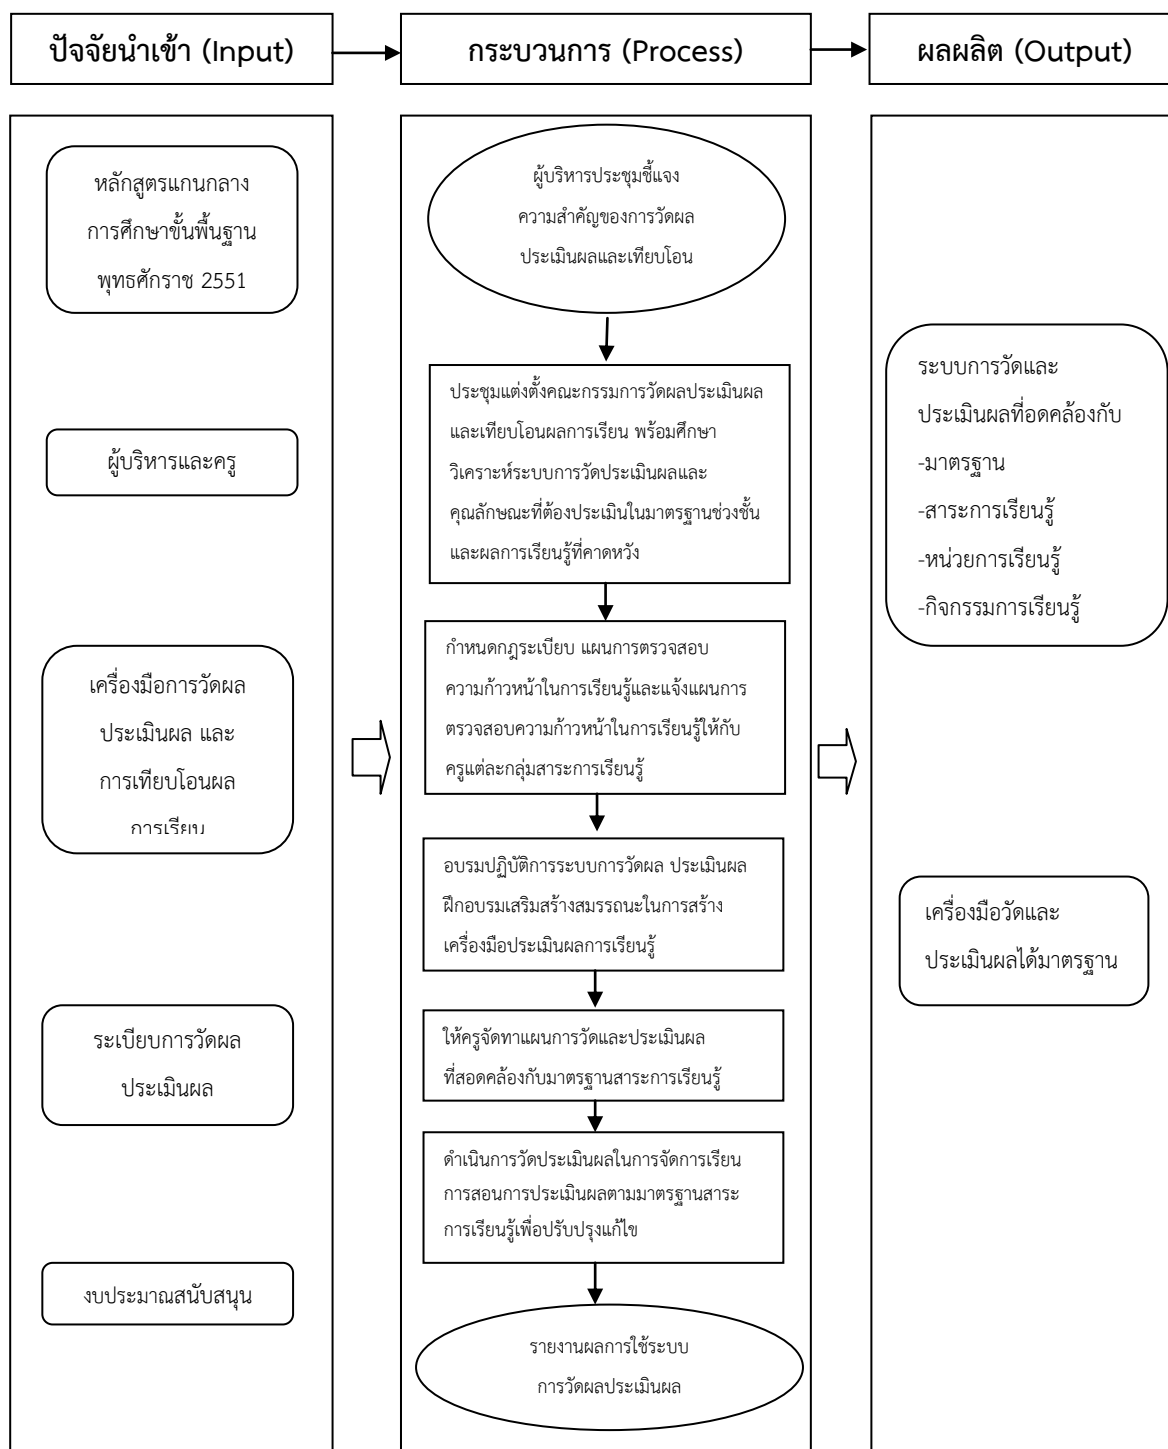 ปัจจัยนำเข้า (Input)
กระบวนการ (Process)
ผลผลิต (Output)
หลักสูตรแกนกลาง
การศึกษาขั้นพื้นฐาน
พุทธศักราช 2551
ผู้บริหารและครู
เครื่องมือการวัดผล
ประเมินผล และ
การเทียบโอนผล
การเรียน
ระเบียบการวัดผล
ประเมินผล
งบประมาณสนับสนุน
ผู้บริหารประชุมชี้แจง
ความสำคัญของการวัดผล
ประเมินผลและเทียบโอน
ประชุมแต่งตั้งคณะกรรมการวัดผลประเมินผล
และเทียบโอนผลการเรียน พร้อมศึกษา
วิเคราะห์ระบบการวัดประเมินผลและ
คุณลักษณะที่ต้องประเมินในมาตรฐานช่วงชั้น
และผลการเรียนรู้ที่คาดหวัง
กำหนดกฎระเบียบ แผนการตรวจสอบ
ความก้าวหน้าในการเรียนรู้และแจ้งแผนการ
ตรวจสอบความก้าวหน้าในการเรียนรู้ให้กับ
ครูแต่ละกลุ่มสาระการเรียนรู้
อบรมปฏิบัติการระบบการวัดผล ประเมินผล
ฝึกอบรมเสริมสร้างสมรรถนะในการสร้าง
เครื่องมือประเมินผลการเรียนรู้
ให้ครูจัดทาแผนการวัดและประเมินผล
ที่สอดคล้องกับมาตรฐานสาระการเรียนรู้
ดำเนินการวัดประเมินผลในการจัดการเรียน
การสอนการประเมินผลตามมาตรฐานสาระ
การเรียนรู้เพื่อปรับปรุงแก้ไข
รายงานผลการใช้ระบบ
การวัดผลประเมินผล
ระบบการวัดและ
ประเมินผลที่อดคล้องกับ
-มาตรฐาน
-สาระการเรียนรู้
-หน่วยการเรียนรู้
-กิจกรรมการเรียนรู้
เครื่องมือวัดและ
ประเมินผลได้มาตรฐาน